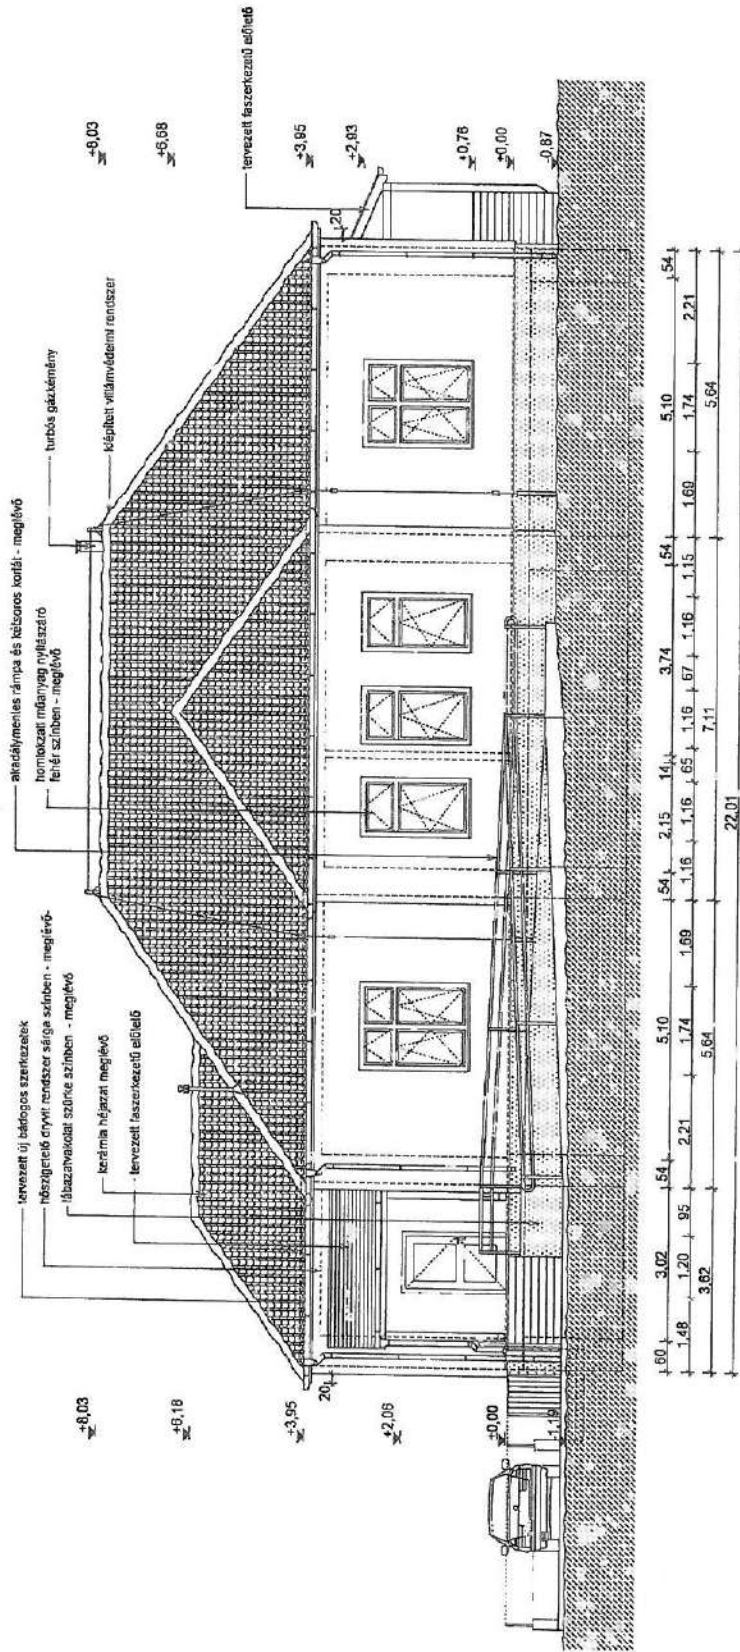 tervezett új bádogos szerkezetek
hőszigetelő dryvit rendszer sárga színben - meglévő-
lábazatvakolat szürke színben - meglévő
kerámia héjazat meglévő
tervezett faszerkezetű előtető
akadálymentes rámpa és kétsoros korlát - meglévő
homlokzati műanyag nyílászáró
fehér színben - meglévő
turbós gázkémény
kiépített villámvédelmi rendszer
tervezett faszerkezetű előtető
+8,03
+6,18
+3,95
+2,06
±0,00
-1,19
20
+8,03
+6,68
+3,95
+2,93
+0,76
±0,00
-0,87
20
60 3,02 54 5,10 54 2,15 14 3,74 54 5,10 54
1,48 1,20 95 2,21 1,74 1,69 1,16 1,16 65 1,16 67 1,16 1,15 1,69 1,74 2,21
3,62 5,64 7,11 5,64
22,01